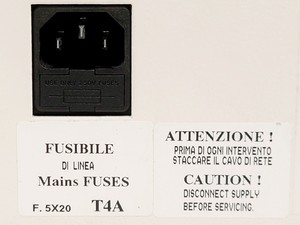 FUSIBILE
DI LINEA
Mains FUSES
F. 5X20 T4A
ATTENZIONE !
PRIMA DI OGNI INTERVENTO
STACCARE IL CAVO DI RETE
CAUTION !
DISCONNECT SUPPLY
BEFORE SERVICING.